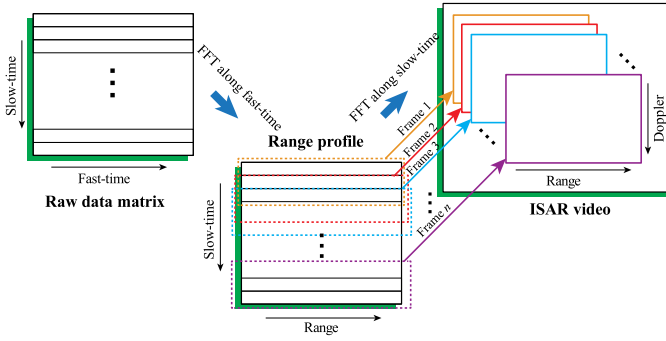 Slow-time
Fast-time
Raw data matrix
FFT along fast-time
Range profile
Slow-time
Range
FFT along slow-time
Frame 1
Frame 2
Frame 3
Frame n
Doppler
Range
ISAR video